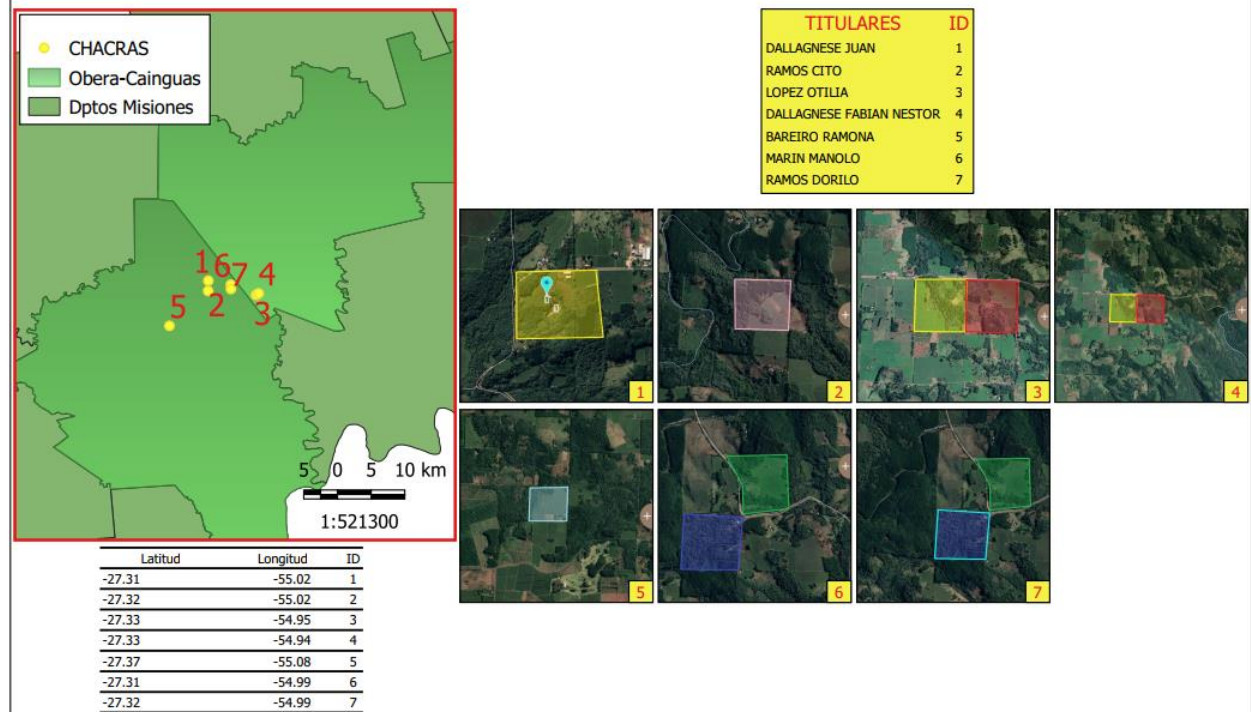 CHACRAS
Obera-Cainguas
Dptos Misiones
1 6 7 4
5 2 3
5 0 5 10 km
1:521300
Latitud Longitud ID
-27.31 -55.02 1
-27.32 -55.02 2
-27.33 -54.95 3
-27.33 -54.94 4
-27.37 -55.08 5
-27.31 -54.99 6
-27.32 -54.99 7
TITULARES ID
DALLAGNESE JUAN 1
RAMOS CITO 2
LOPEZ OTILIA 3
DALLAGNESE FABIAN NESTOR 4
BAREIRO RAMONA 5
MARIN MANOLO 6
RAMOS DORILO 7
1 2 3 4
5 6 7